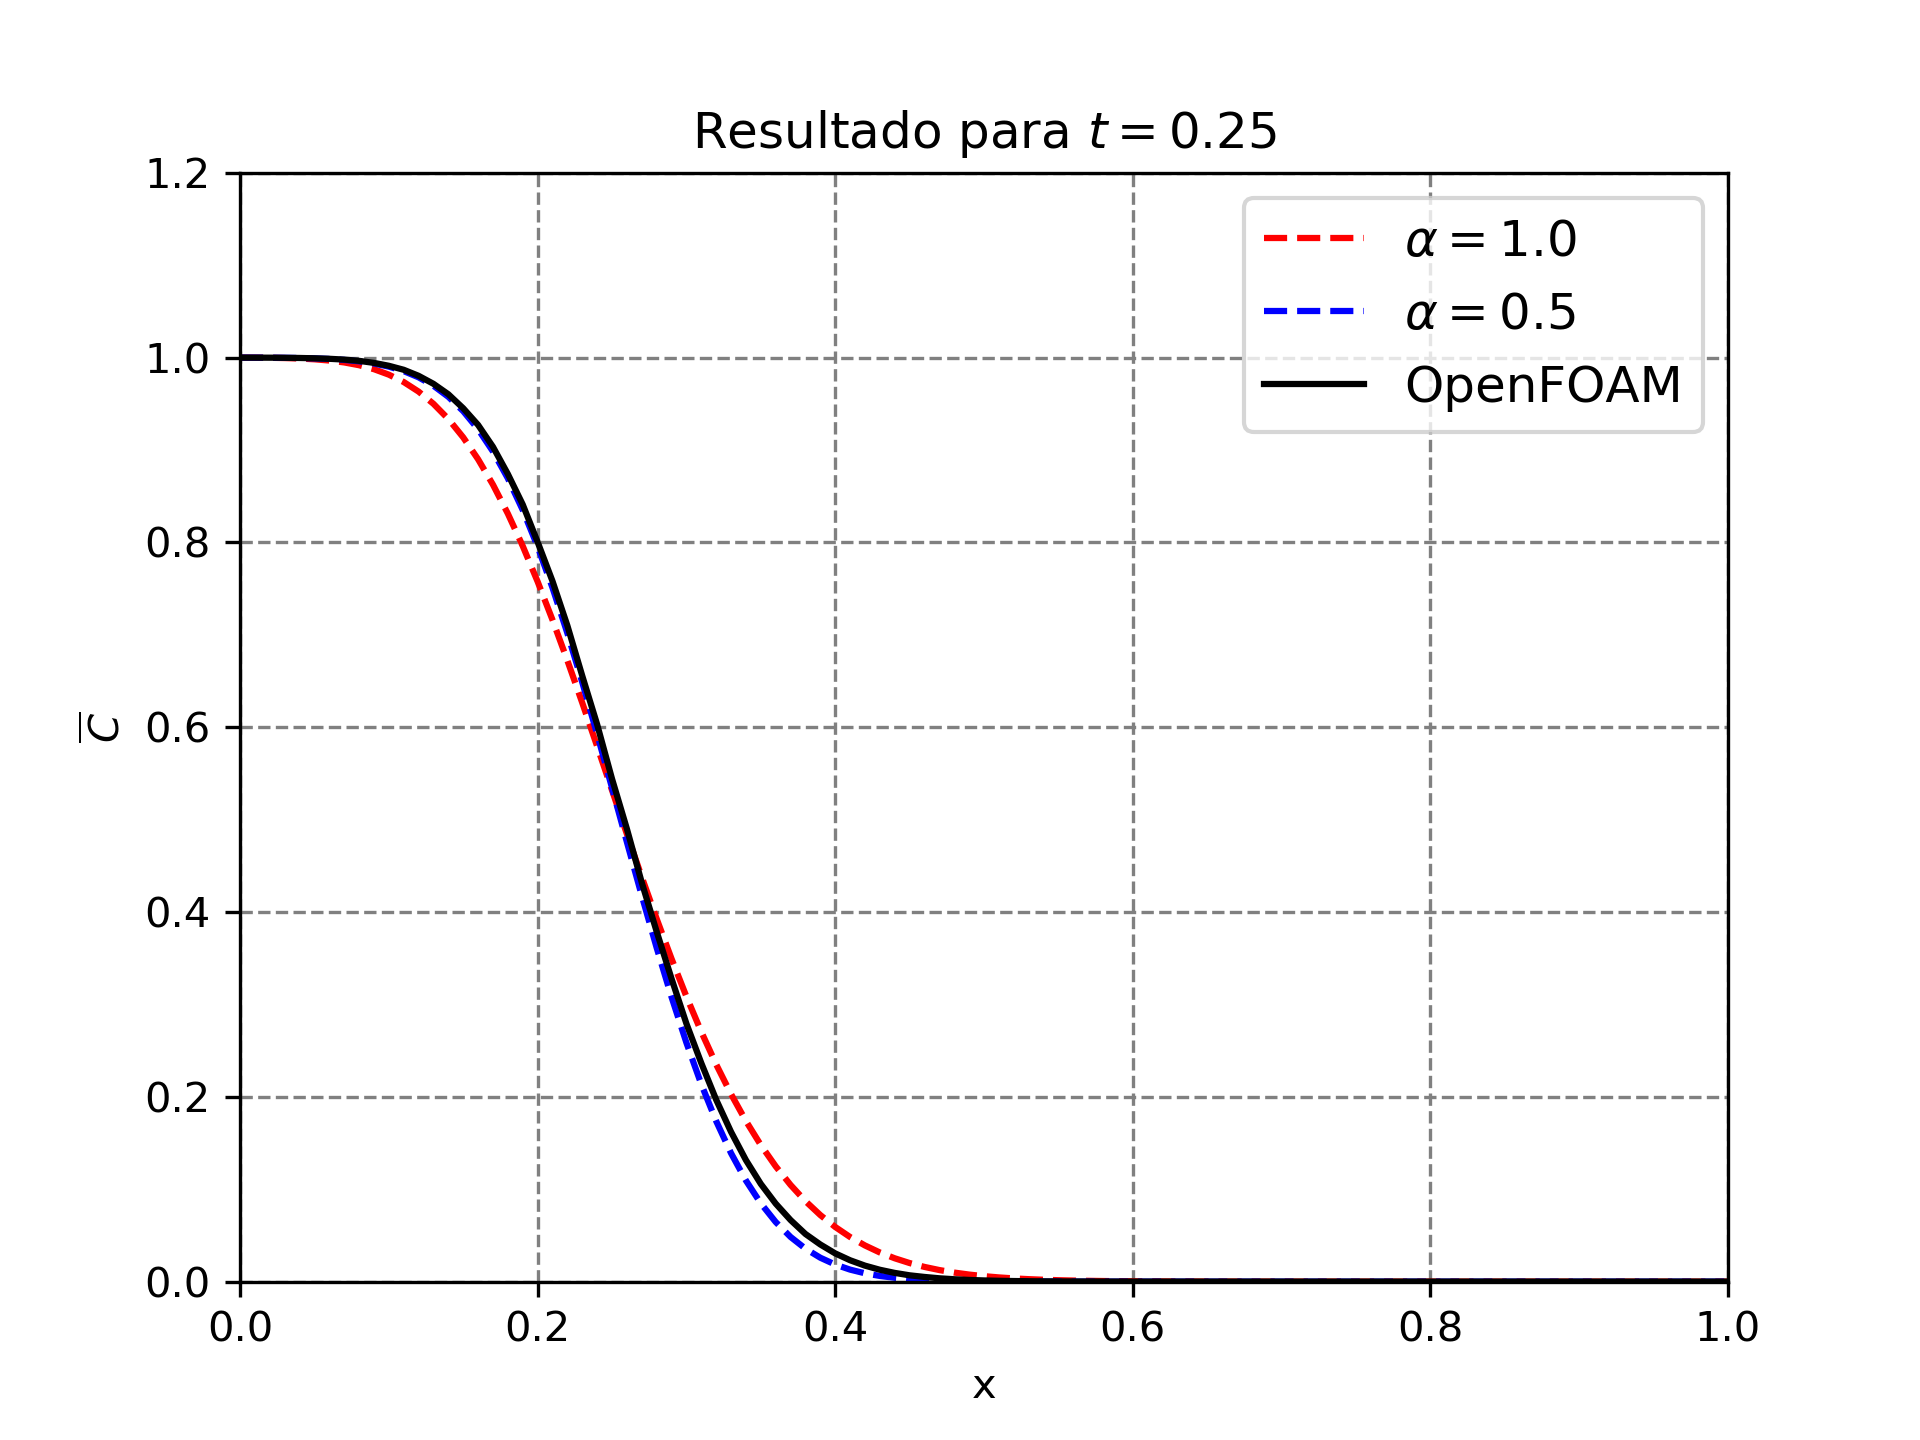 Resultado para t = 0.25
1.2
1.0
0.8
0.6
0.4
0.2
0.0
C̅
α = 1.0
α = 0.5
OpenFOAM
0.0 0.2 0.4 0.6 0.8 1.0
x